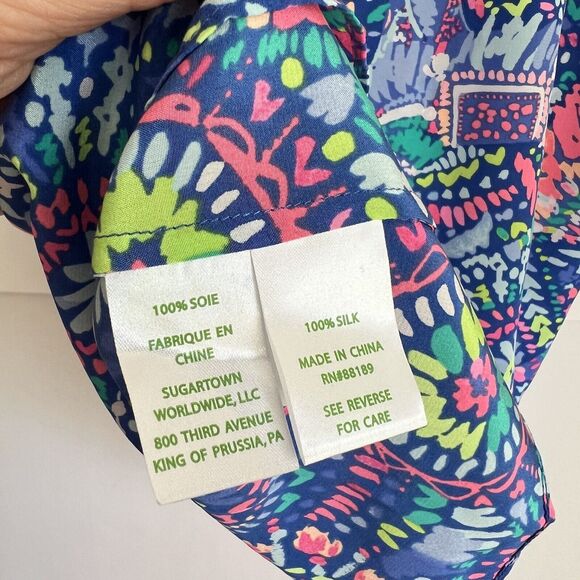 100% SOIE
FABRIQUE EN
CHINE
SUGARTOWN
WORLDWIDE, LLC
800 THIRD AVENUE
KING OF PRUSSIA, PA
100% SILK
MADE IN CHINA
RN#88189
SEE REVERSE
FOR CARE